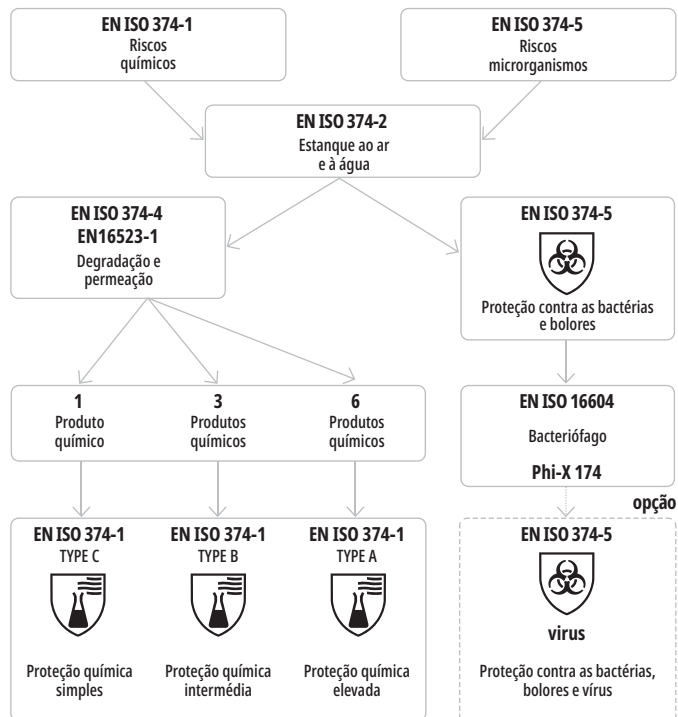 EN ISO 374-1
Riscos
químicos
EN ISO 374-5
Riscos
microrganismos
EN ISO 374-2
Estanque ao ar
e à água
EN ISO 374-4
EN16523-1
Degradação e
permeação
EN ISO 374-5
Proteção contra as bactérias
e bolores
1
Produto
químico
3
Produtos
químicos
6
Produtos
químicos
EN ISO 16604
Bacteriófago
Phi-X 174
opção
EN ISO 374-1
TYPE C
Proteção química
simples
EN ISO 374-1
TYPE B
Proteção química
intermédia
EN ISO 374-1
TYPE A
Proteção química
elevada
EN ISO 374-5
virus
Proteção contra as bactérias,
bolores e vírus